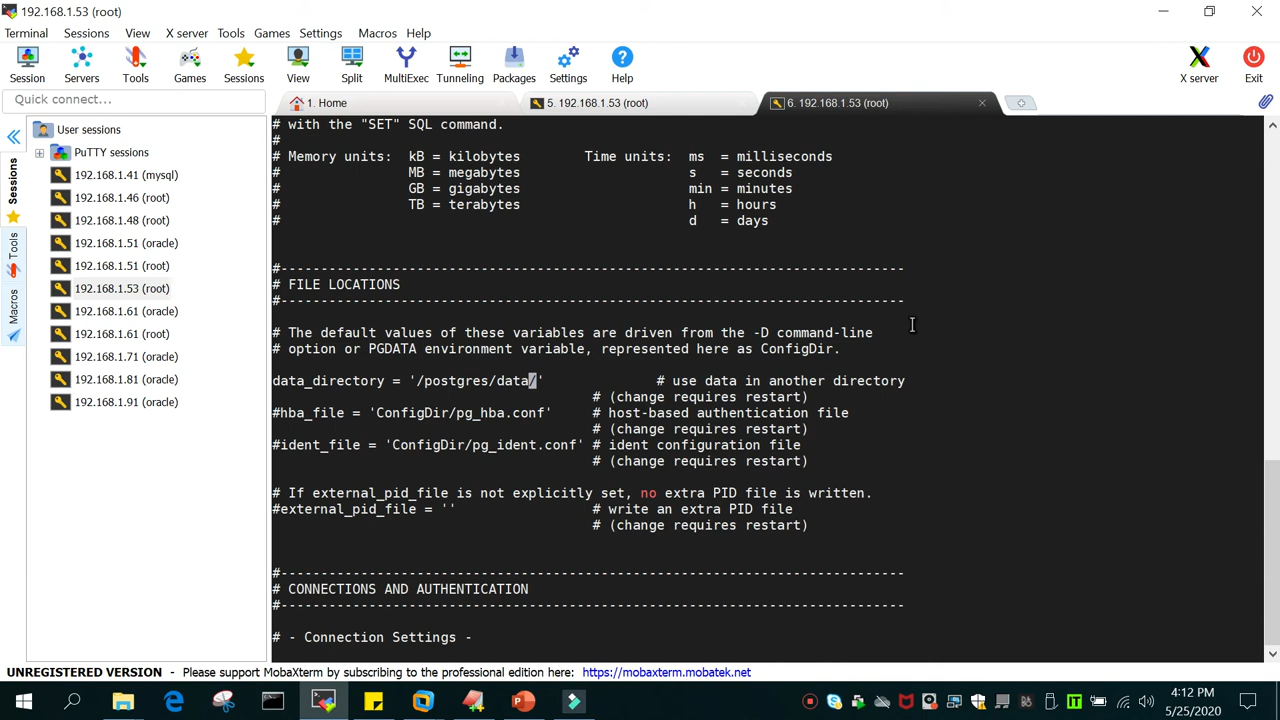 192.168.1.53 (root)
Terminal Sessions View X server Tools Games Settings Macros Help
Session Servers Tools Games Sessions View Split MultiExec Tunneling Packages Settings Help X server Exit
Quick connect...
1. Home
5. 192.168.1.53 (root)
6. 192.168.1.53 (root)
Sessions
Tools
Macros
User sessions
PuTTY sessions
192.168.1.41 (mysql)
192.168.1.46 (root)
192.168.1.48 (root)
192.168.1.51 (oracle)
192.168.1.51 (root)
192.168.1.53 (root)
192.168.1.61 (oracle)
192.168.1.61 (root)
192.168.1.71 (oracle)
192.168.1.81 (oracle)
192.168.1.91 (oracle)
# with the "SET" SQL command.
#
# Memory units:  kB = kilobytes        Time units:  ms  = milliseconds
#                MB = megabytes                     s   = seconds
#                GB = gigabytes                     min = minutes
#                TB = terabytes                     h   = hours
#                                                   d   = days
#------------------------------------------------------------------------------
# FILE LOCATIONS
#------------------------------------------------------------------------------
# The default values of these variables are driven from the -D command-line
# option or PGDATA environment variable, represented here as ConfigDir.
data_directory = '/postgres/data/'              # use data in another directory
# (change requires restart)
#hba_file = 'ConfigDir/pg_hba.conf'     # host-based authentication file
# (change requires restart)
#ident_file = 'ConfigDir/pg_ident.conf' # ident configuration file
# (change requires restart)
# If external_pid_file is not explicitly set, no extra PID file is written.
#external_pid_file = ''                 # write an extra PID file
# (change requires restart)
#------------------------------------------------------------------------------
# CONNECTIONS AND AUTHENTICATION
#------------------------------------------------------------------------------
# - Connection Settings -
UNREGISTERED VERSION - Please support MobaXterm by subscribing to the professional edition here: https://mobaxterm.mobatek.net
4:12 PM
5/25/2020